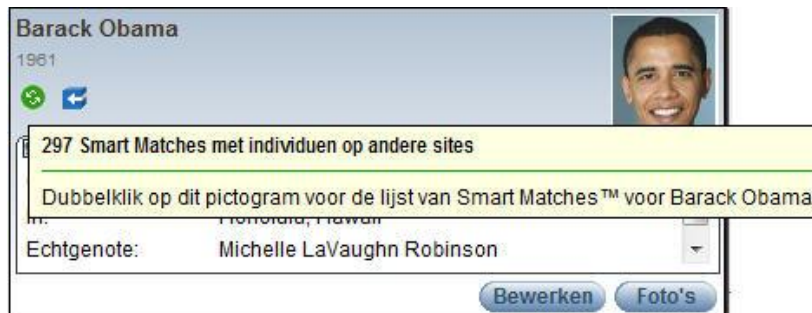 Barack Obama
1961
297 Smart Matches met individuen op andere sites
Dubbelklik op dit pictogram voor de lijst van Smart Matches™ voor Barack Obama
In: Honolulu, Hawaii
Echtgenote: Michelle LaVaughn Robinson
Bewerken Foto's